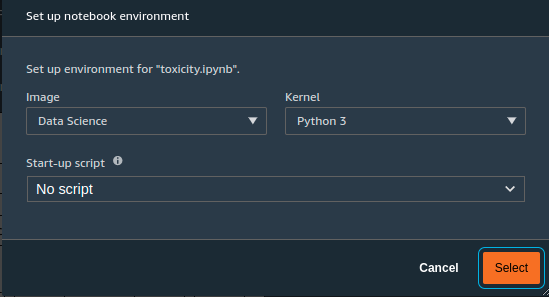 Set up notebook environment
Set up environment for "toxicity.ipynb".
Image Kernel
Data Science Python 3
Start-up script
No script
Cancel Select